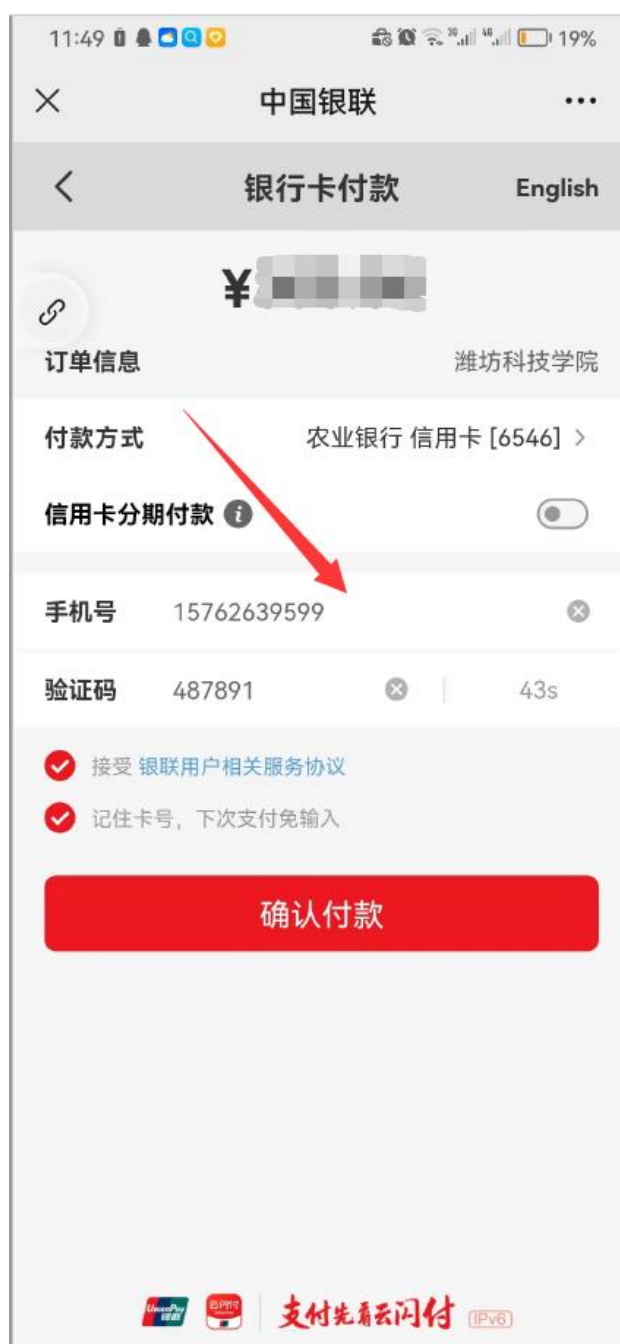 11:49 19%
中国银联
银行卡付款 English
¥
订单信息 潍坊科技学院
付款方式 农业银行 信用卡 [6546]
信用卡分期付款
手机号 15762639599
验证码 487891 43s
接受 银联用户相关服务协议
记住卡号，下次支付免输入
确认付款
UnionPay 银联 云闪付 支付先看云闪付 IPv6